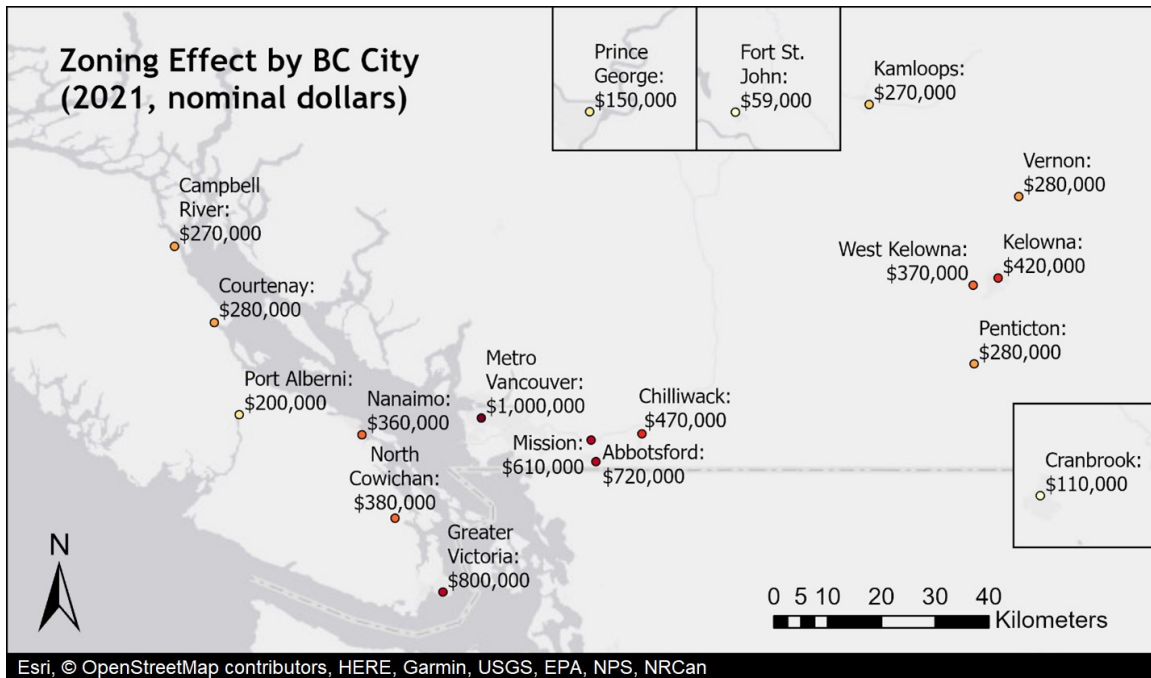 Zoning Effect by BC City
(2021, nominal dollars)
Prince
George:
$150,000
Fort St.
John:
$59,000
Kamloops:
$270,000
Vernon:
$280,000
Campbell
River:
$270,000
West Kelowna:
$370,000
Kelowna:
$420,000
Courtenay:
$280,000
Penticton:
$280,000
Port Alberni:
$200,000
Nanaimo:
$360,000
Metro
Vancouver:
$1,000,000
Chilliwack:
$470,000
Mission:
$610,000
Abbotsford:
$720,000
North
Cowichan:
$380,000
Cranbrook:
$110,000
Greater
Victoria:
$800,000
N
0 5 10 20 30 40
Kilometers
Esri, © OpenStreetMap contributors, HERE, Garmin, USGS, EPA, NPS, NRCan